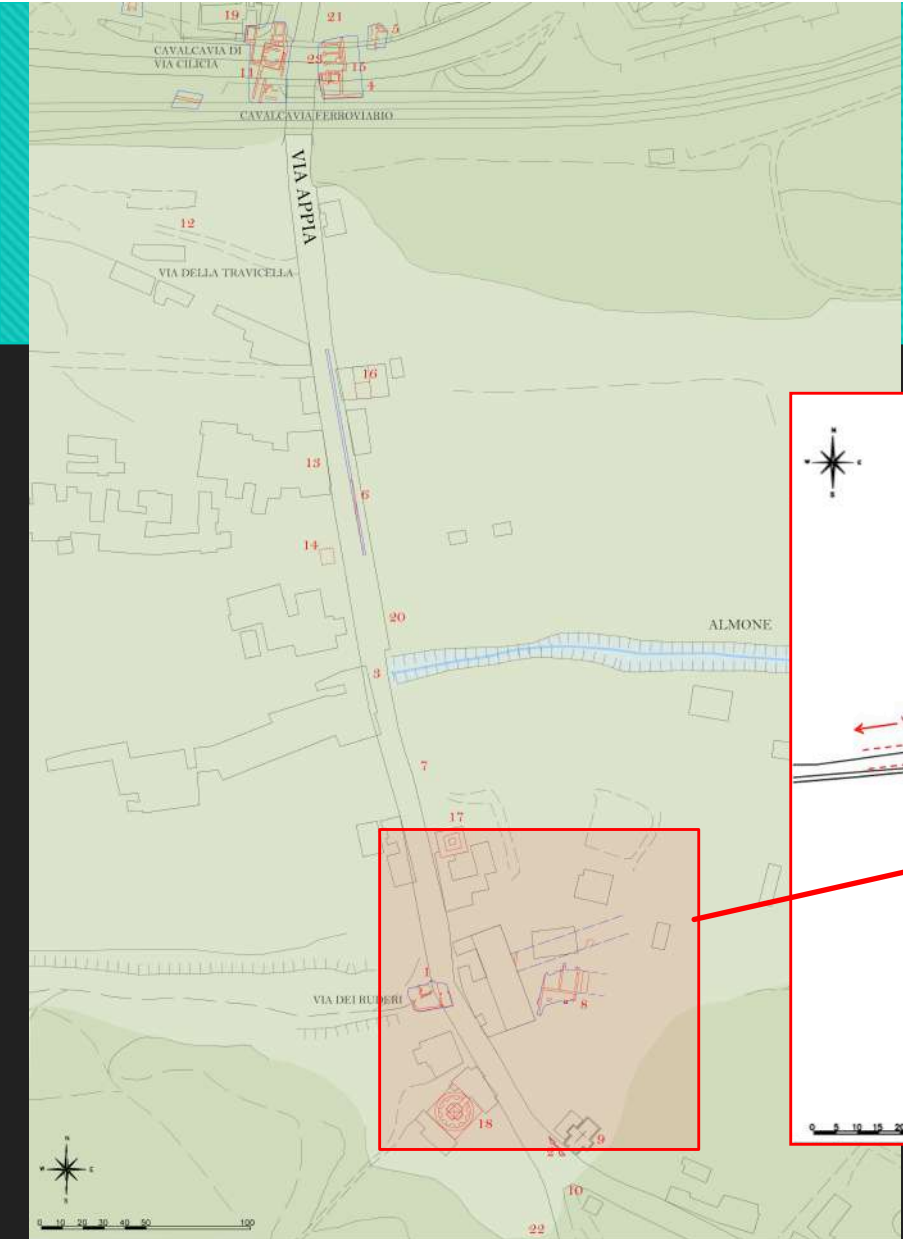 19
21
5
CAVALCAVIA DI
VIA CILICIA
23
15
11
4
CAVALCAVIA FERROVIARIO
VIA APPIA
12
VIA DELLA TRAVICELLA
16
13
6
14
20
ALMONE
3
7
17
1
VIA DEI RUDERI
8
18
9
2
10
22
N
W E
S
0 10 20 30 40 50 100
N
W E
S
0 5 10 15 20